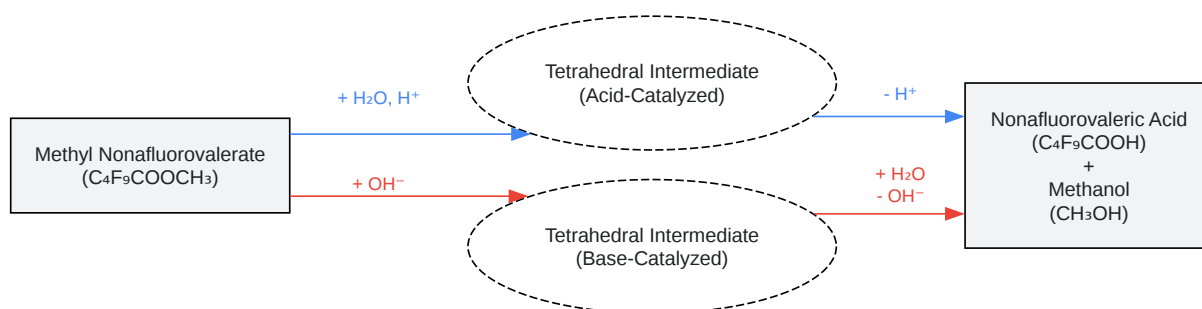 Methyl Nonafluorovalerate
(C₄F₉COOCH₃)
+ H₂O, H⁺
+ OH⁻
Tetrahedral Intermediate
(Acid-Catalyzed)
Tetrahedral Intermediate
(Base-Catalyzed)
- H⁺
+ H₂O
- OH⁻
Nonafluorovaleric Acid
(C₄F₉COOH)
+
Methanol
(CH₃OH)